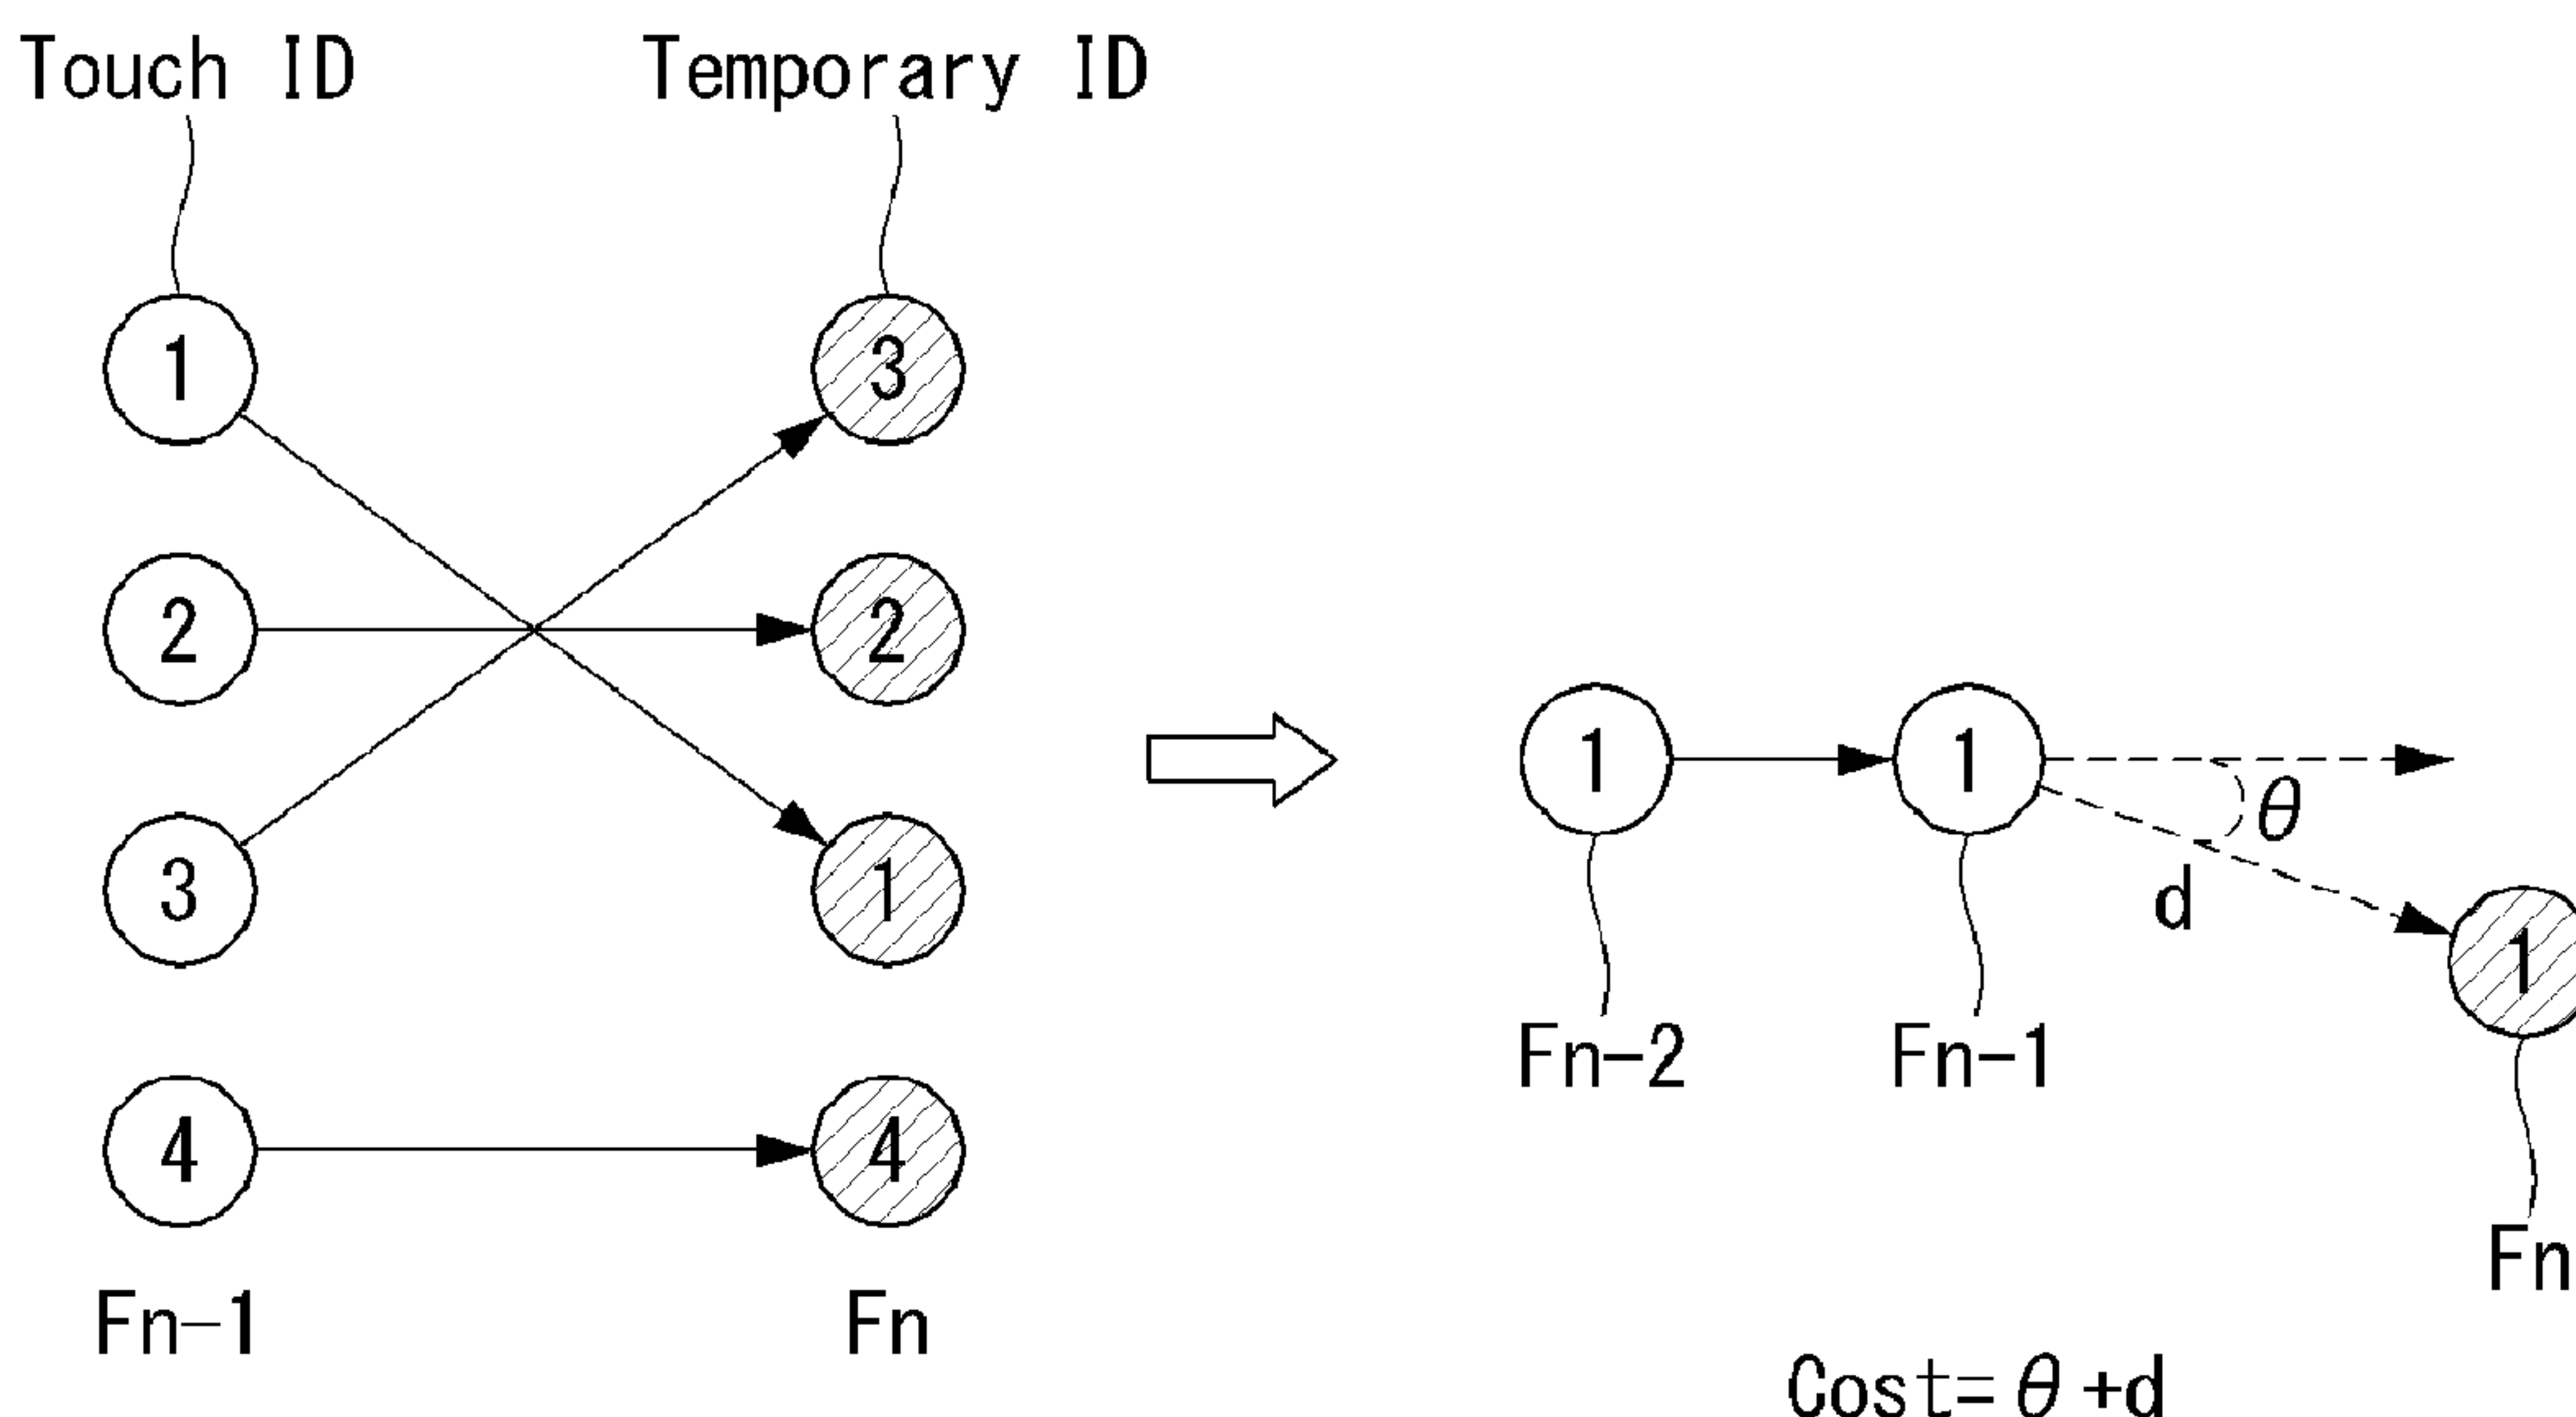 Touch ID
Temporary ID
1
3
2
2
3
1
4
4
Fn-1
Fn
1
1
θ
d
1
Fn-2
Fn-1
Fn
Cost= θ +d